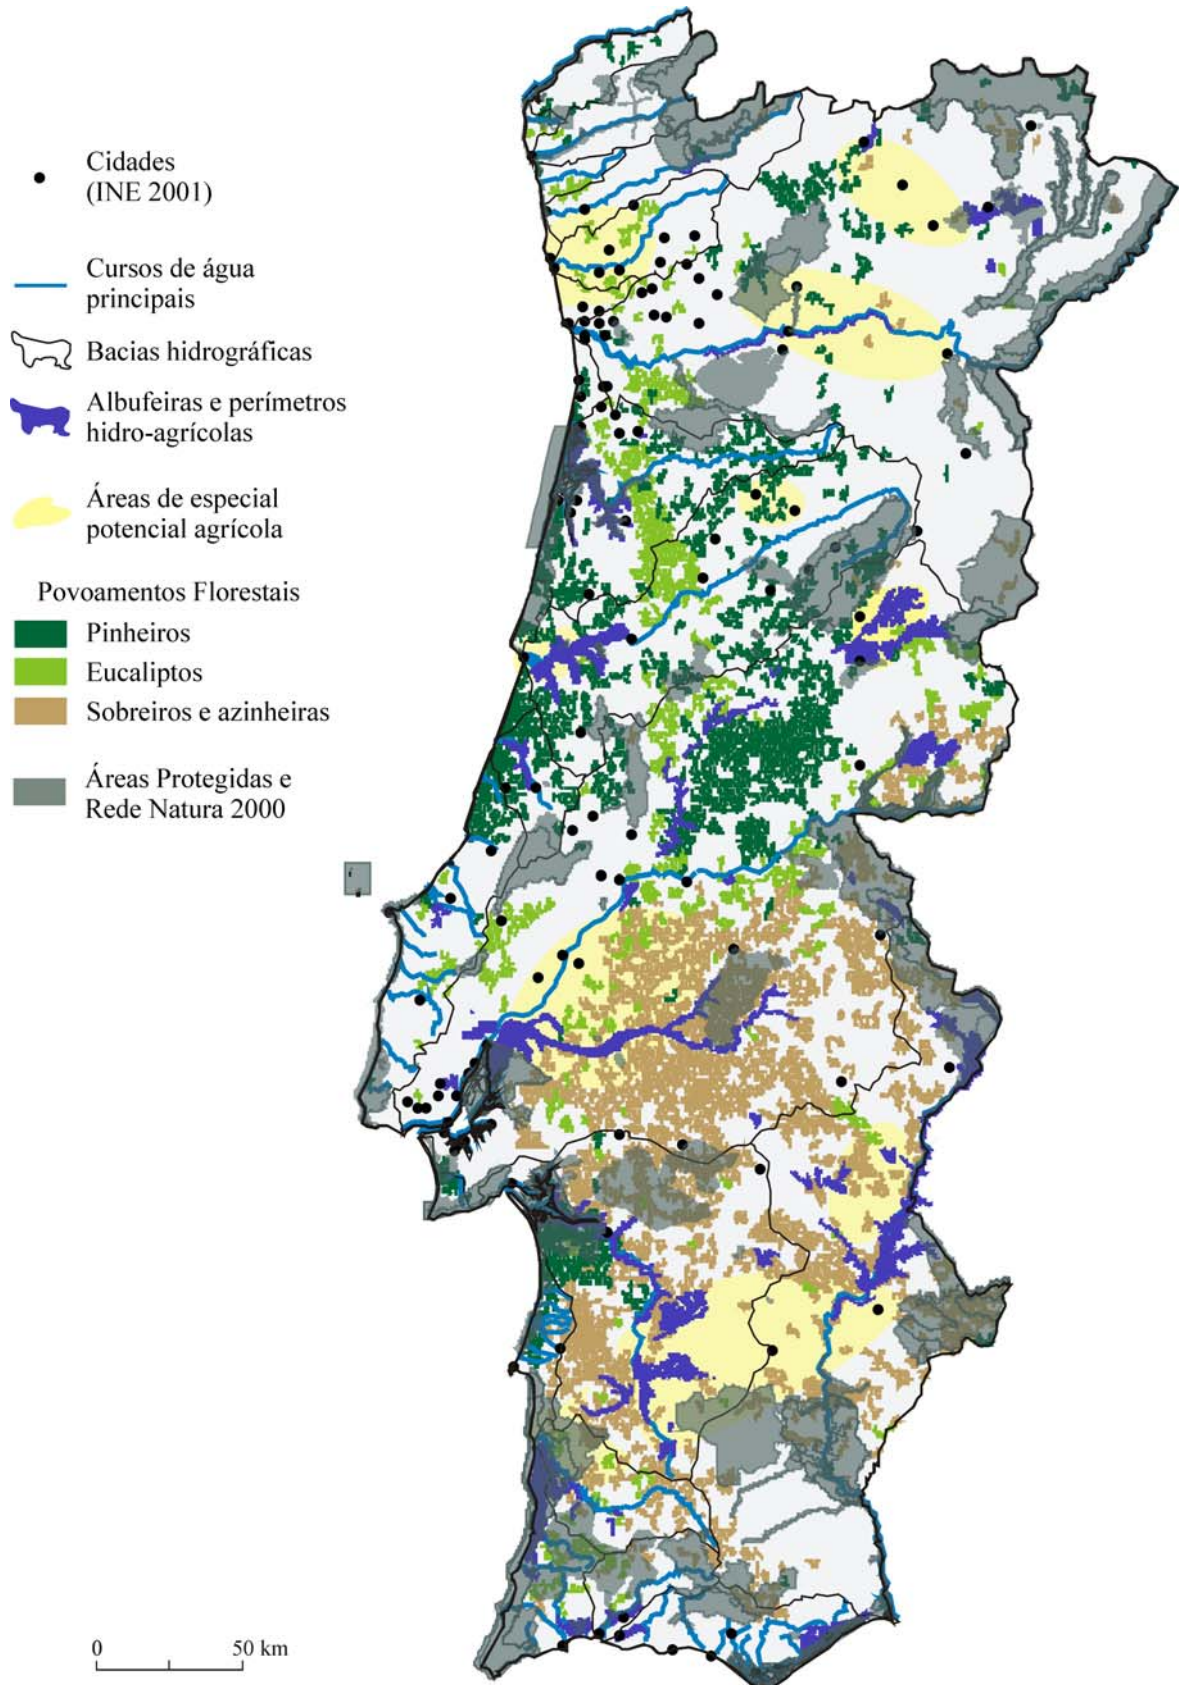 Cidades
(INE 2001)
Cursos de água
principais
Bacias hidrográficas
Albufeiras e perímetros
hidro-agrícolas
Áreas de especial
potencial agrícola
Povoamentos Florestais
Pinheiros
Eucaliptos
Sobreiros e azinheiras
Áreas Protegidas e
Rede Natura 2000
0 50 km